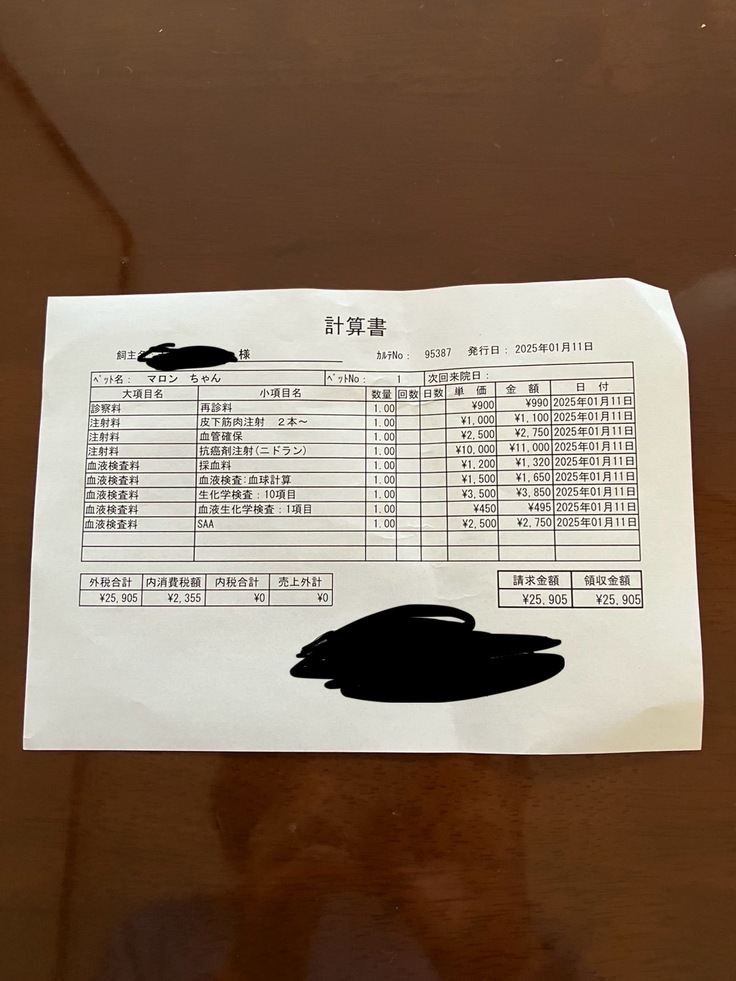 計算書
飼主名 様 ｶﾙﾃNo： 95387 発行日： 2025年01月11日
ﾍﾟｯﾄ名： マロン ちゃん ﾍﾟｯﾄNo： 1 次回来院日：
大項目名 小項目名 数量 回数 日数 単 価 金 額 日 付
診察料 再診料 1.00 ¥900 ¥990 2025年01月11日
注射料 皮下筋肉注射 2本～ 1.00 ¥1,000 ¥1,100 2025年01月11日
注射料 血管確保 1.00 ¥2,500 ¥2,750 2025年01月11日
注射料 抗癌剤注射(ニドラン) 1.00 ¥10,000 ¥11,000 2025年01月11日
血液検査料 採血料 1.00 ¥1,200 ¥1,320 2025年01月11日
血液検査料 血液検査:血球計算 1.00 ¥1,500 ¥1,650 2025年01月11日
血液検査料 生化学検査：10項目 1.00 ¥3,500 ¥3,850 2025年01月11日
血液検査料 血液生化学検査：1項目 1.00 ¥450 ¥495 2025年01月11日
血液検査料 SAA 1.00 ¥2,500 ¥2,750 2025年01月11日
外税合計 内消費税額 内税合計 売上外計 請求金額 領収金額
¥25,905 ¥2,355 ¥0 ¥0 ¥25,905 ¥25,905